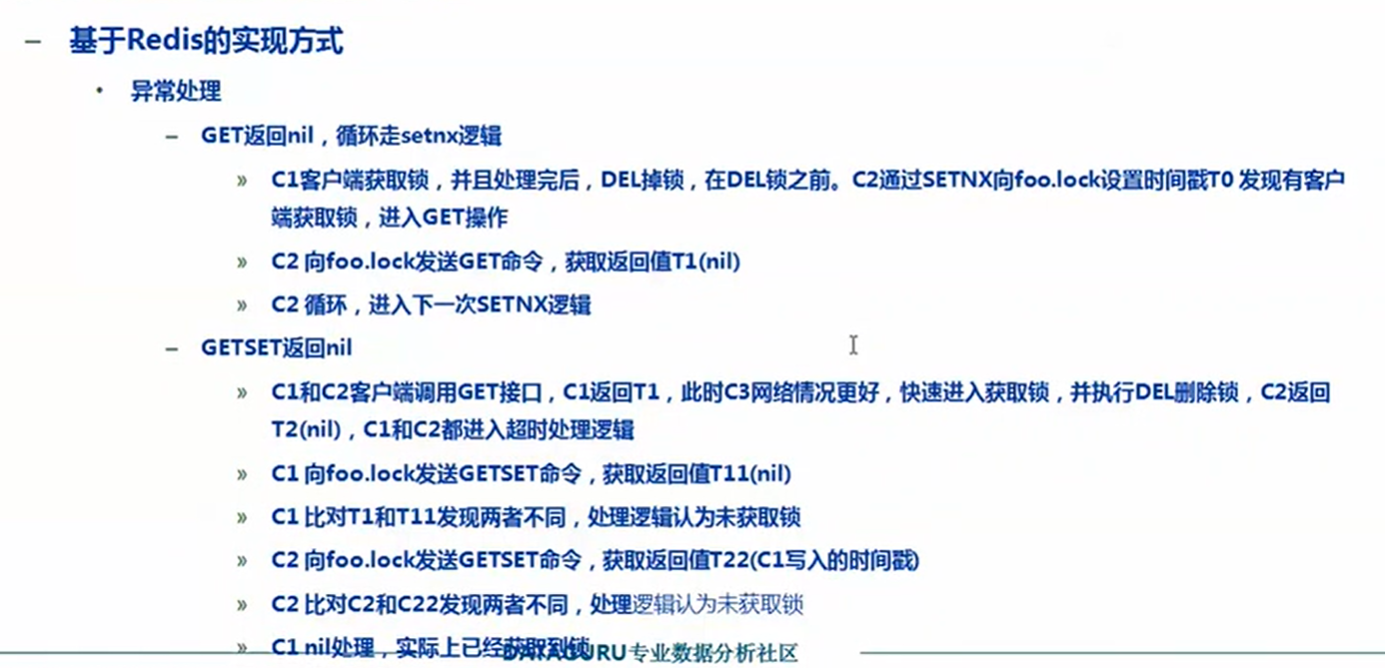 – 基于Redis的实现方式
• 异常处理
– GET返回nil，循环走setnx逻辑
» C1客户端获取锁，并且处理完后，DEL掉锁，在DEL锁之前。C2通过SETNX向foo.lock设置时间戳T0 发现有客户
端获取锁，进入GET操作
» C2 向foo.lock发送GET命令，获取返回值T1(nil)
» C2 循环，进入下一次SETNX逻辑
– GETSET返回nil
» C1和C2客户端调用GET接口，C1返回T1，此时C3网络情况更好，快速进入获取锁，并执行DEL删除锁，C2返回
T2(nil)，C1和C2都进入超时处理逻辑
» C1 向foo.lock发送GETSET命令，获取返回值T11(nil)
» C1 比对T1和T11发现两者不同，处理逻辑认为未获取锁
» C2 向foo.lock发送GETSET命令，获取返回值T22(C1写入的时间戳)
» C2 比对C2和C22发现两者不同，处理逻辑认为未获取锁
» C1 nil处理，实际上已经获取到锁
DATAGURU专业数据分析社区